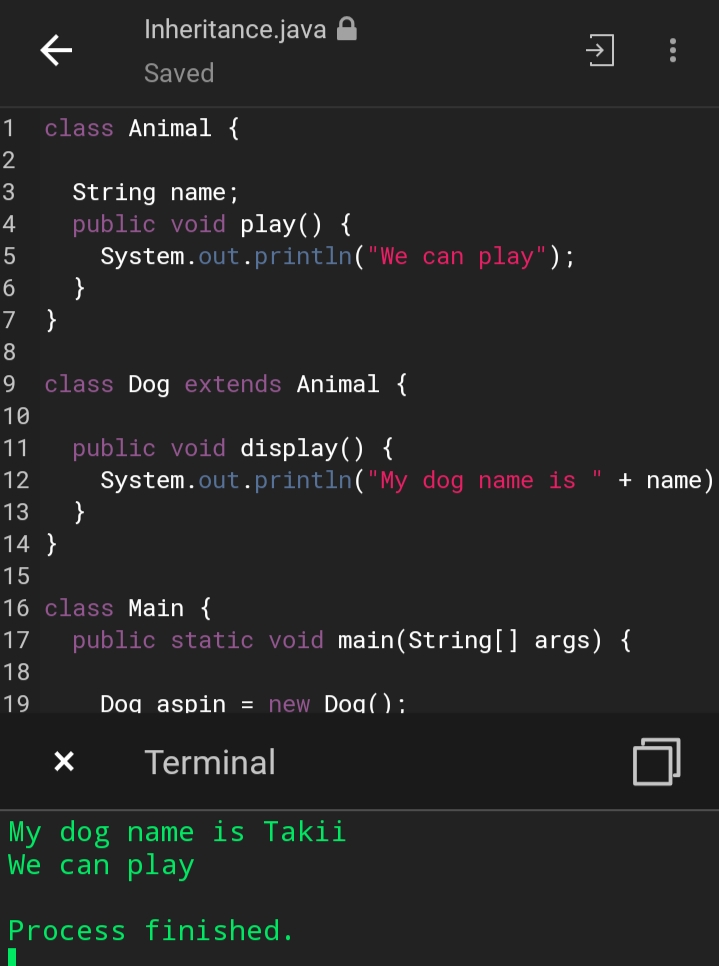 Inheritance.java
Saved
1 class Animal {
2
3   String name;
4   public void play() {
5     System.out.println("We can play");
6   }
7 }
8
9 class Dog extends Animal {
10
11   public void display() {
12     System.out.println("My dog name is " + name)
13   }
14 }
15
16 class Main {
17   public static void main(String[] args) {
18
19     Dog aspin = new Dog();
Terminal
My dog name is Takii
We can play
Process finished.